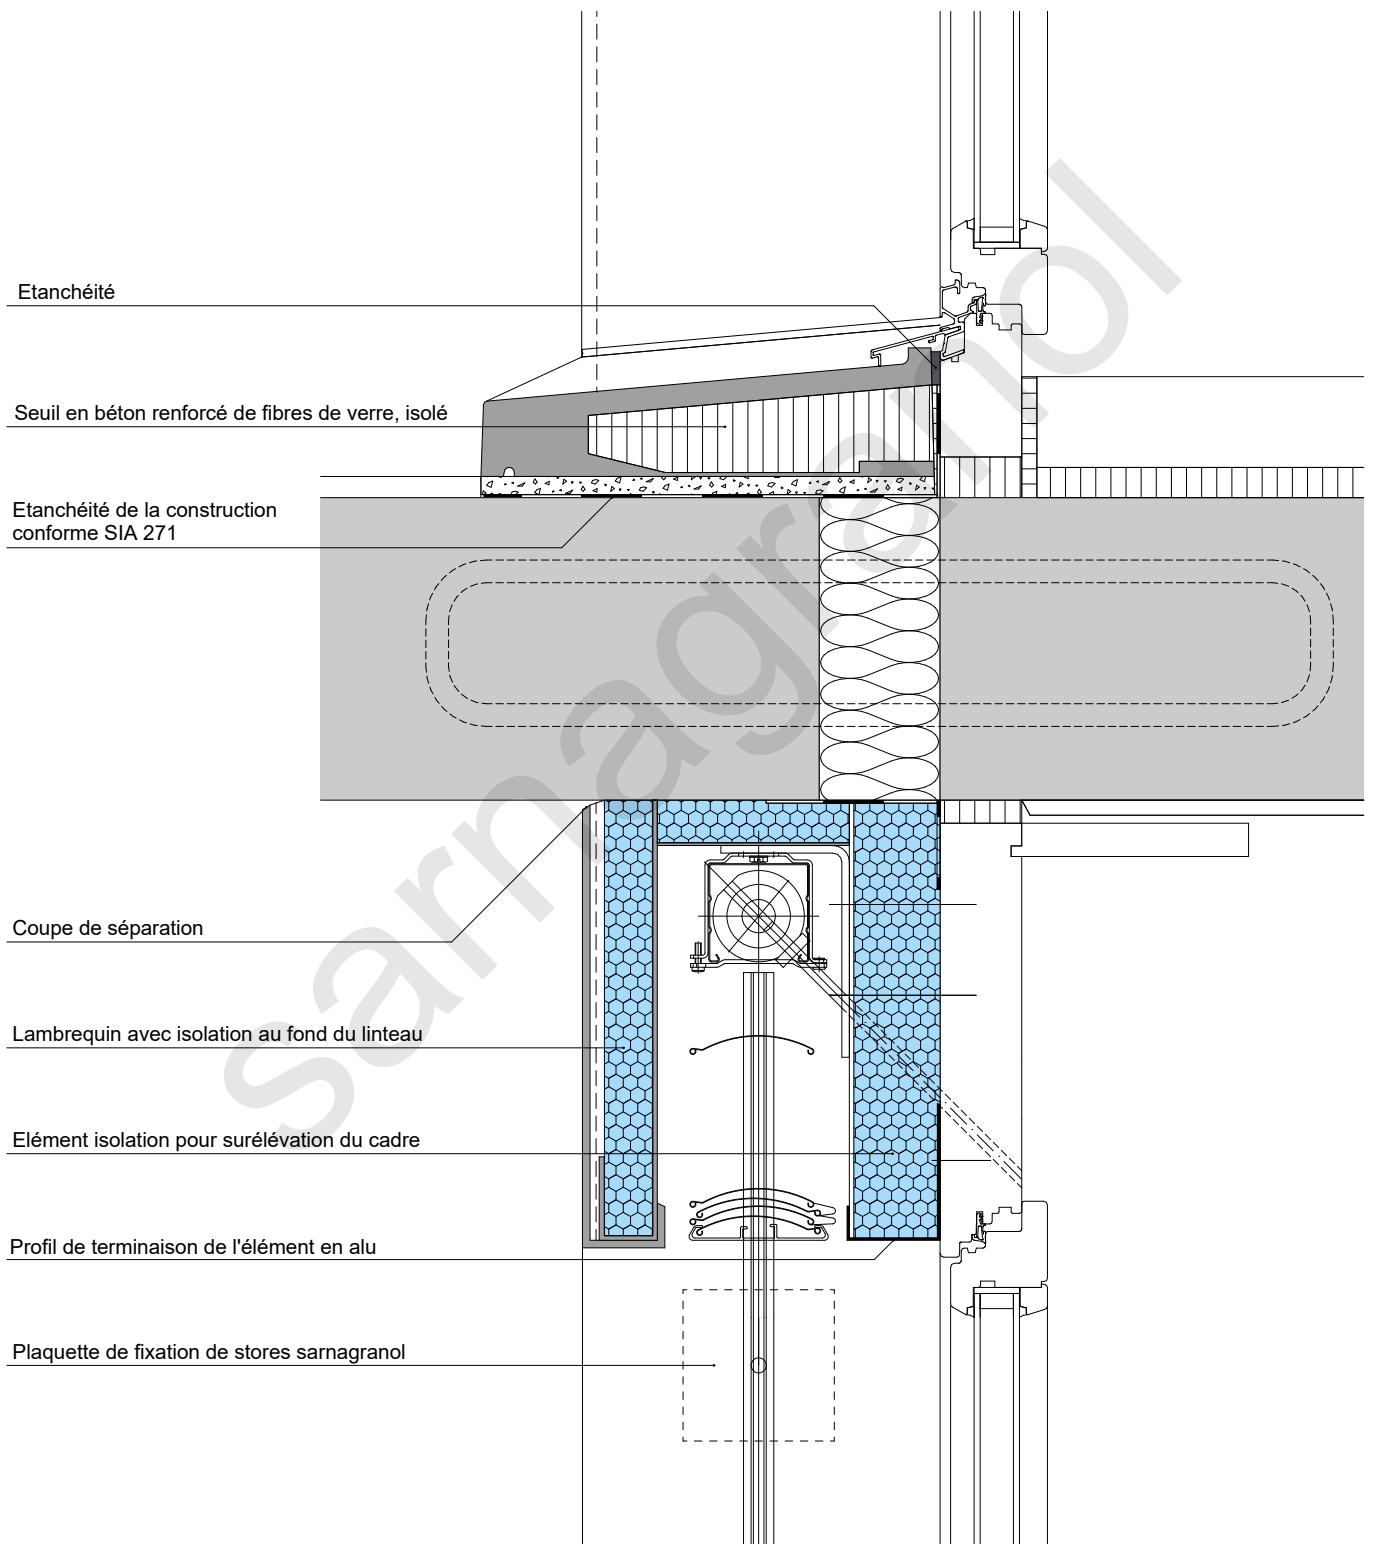 Etanchéité
Seuil en béton renforcé de fibres de verre, isolé
Etanchéité de la construction
conforme SIA 271
Coupe de séparation
Lambrequin avec isolation au fond du linteau
Elément isolation pour surélévation du cadre
Profil de terminaison de l'élément en alu
Plaquette de fixation de stores sarnagranol
sarnagranol